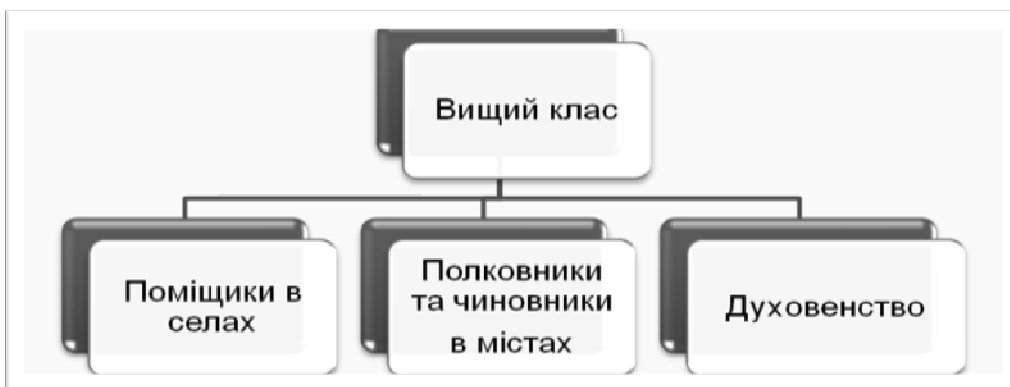 Вищий клас
Поміщики в
селах
Полковники
та чиновники
в містах
Духовенство